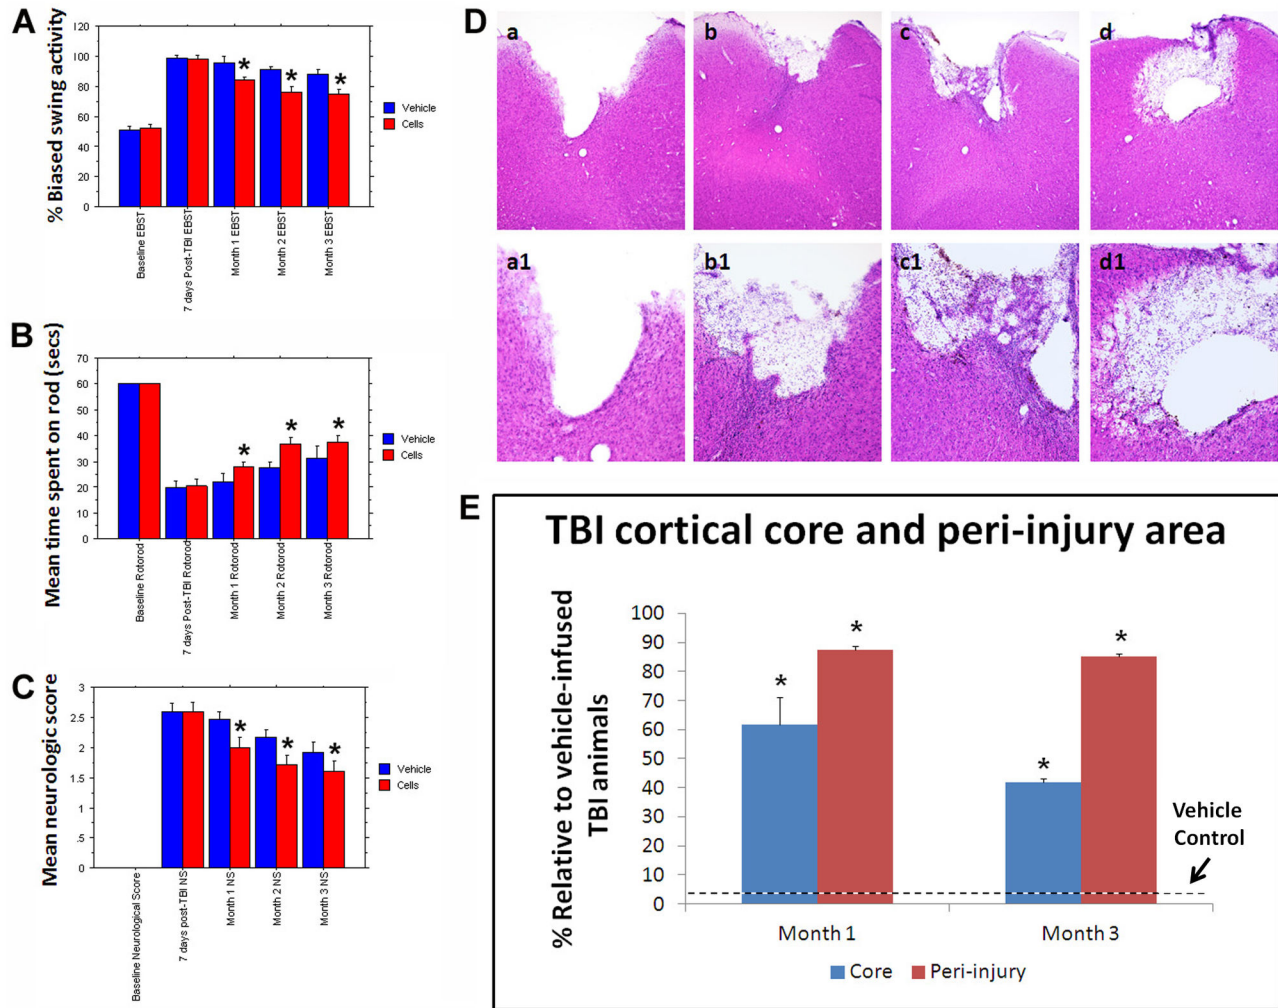 A
% Biased swing activity
120
100
80
60
40
20
0
*
*
*
Vehicle
Cells
Baseline EBST
7 days Post-TBI EBST
Month 1 EBST
Month 2 EBST
Month 3 EBST
B
Mean time spent on rod (secs)
70
60
50
40
30
20
10
0
*
*
*
Vehicle
Cells
Baseline Rotorod
7 days Post-TBI Rotorod
Month 1 Rotorod
Month 2 Rotorod
Month 3 Rotorod
C
Mean neurologic score
3
2.5
2
1.5
1
.5
0
*
*
*
Vehicle
Cells
Baseline Neurological Score
7 days post-TBI NS
Month 1 NS
Month 2 NS
Month 3 NS
D
a
b
c
d
a1
b1
c1
d1
E
TBI cortical core and peri-injury area
% Relative to vehicle-infused
TBI animals
100
90
80
70
60
50
40
30
20
10
0
*
*
*
*
Vehicle
Control
Month 1
Month 3
Core
Peri-injury